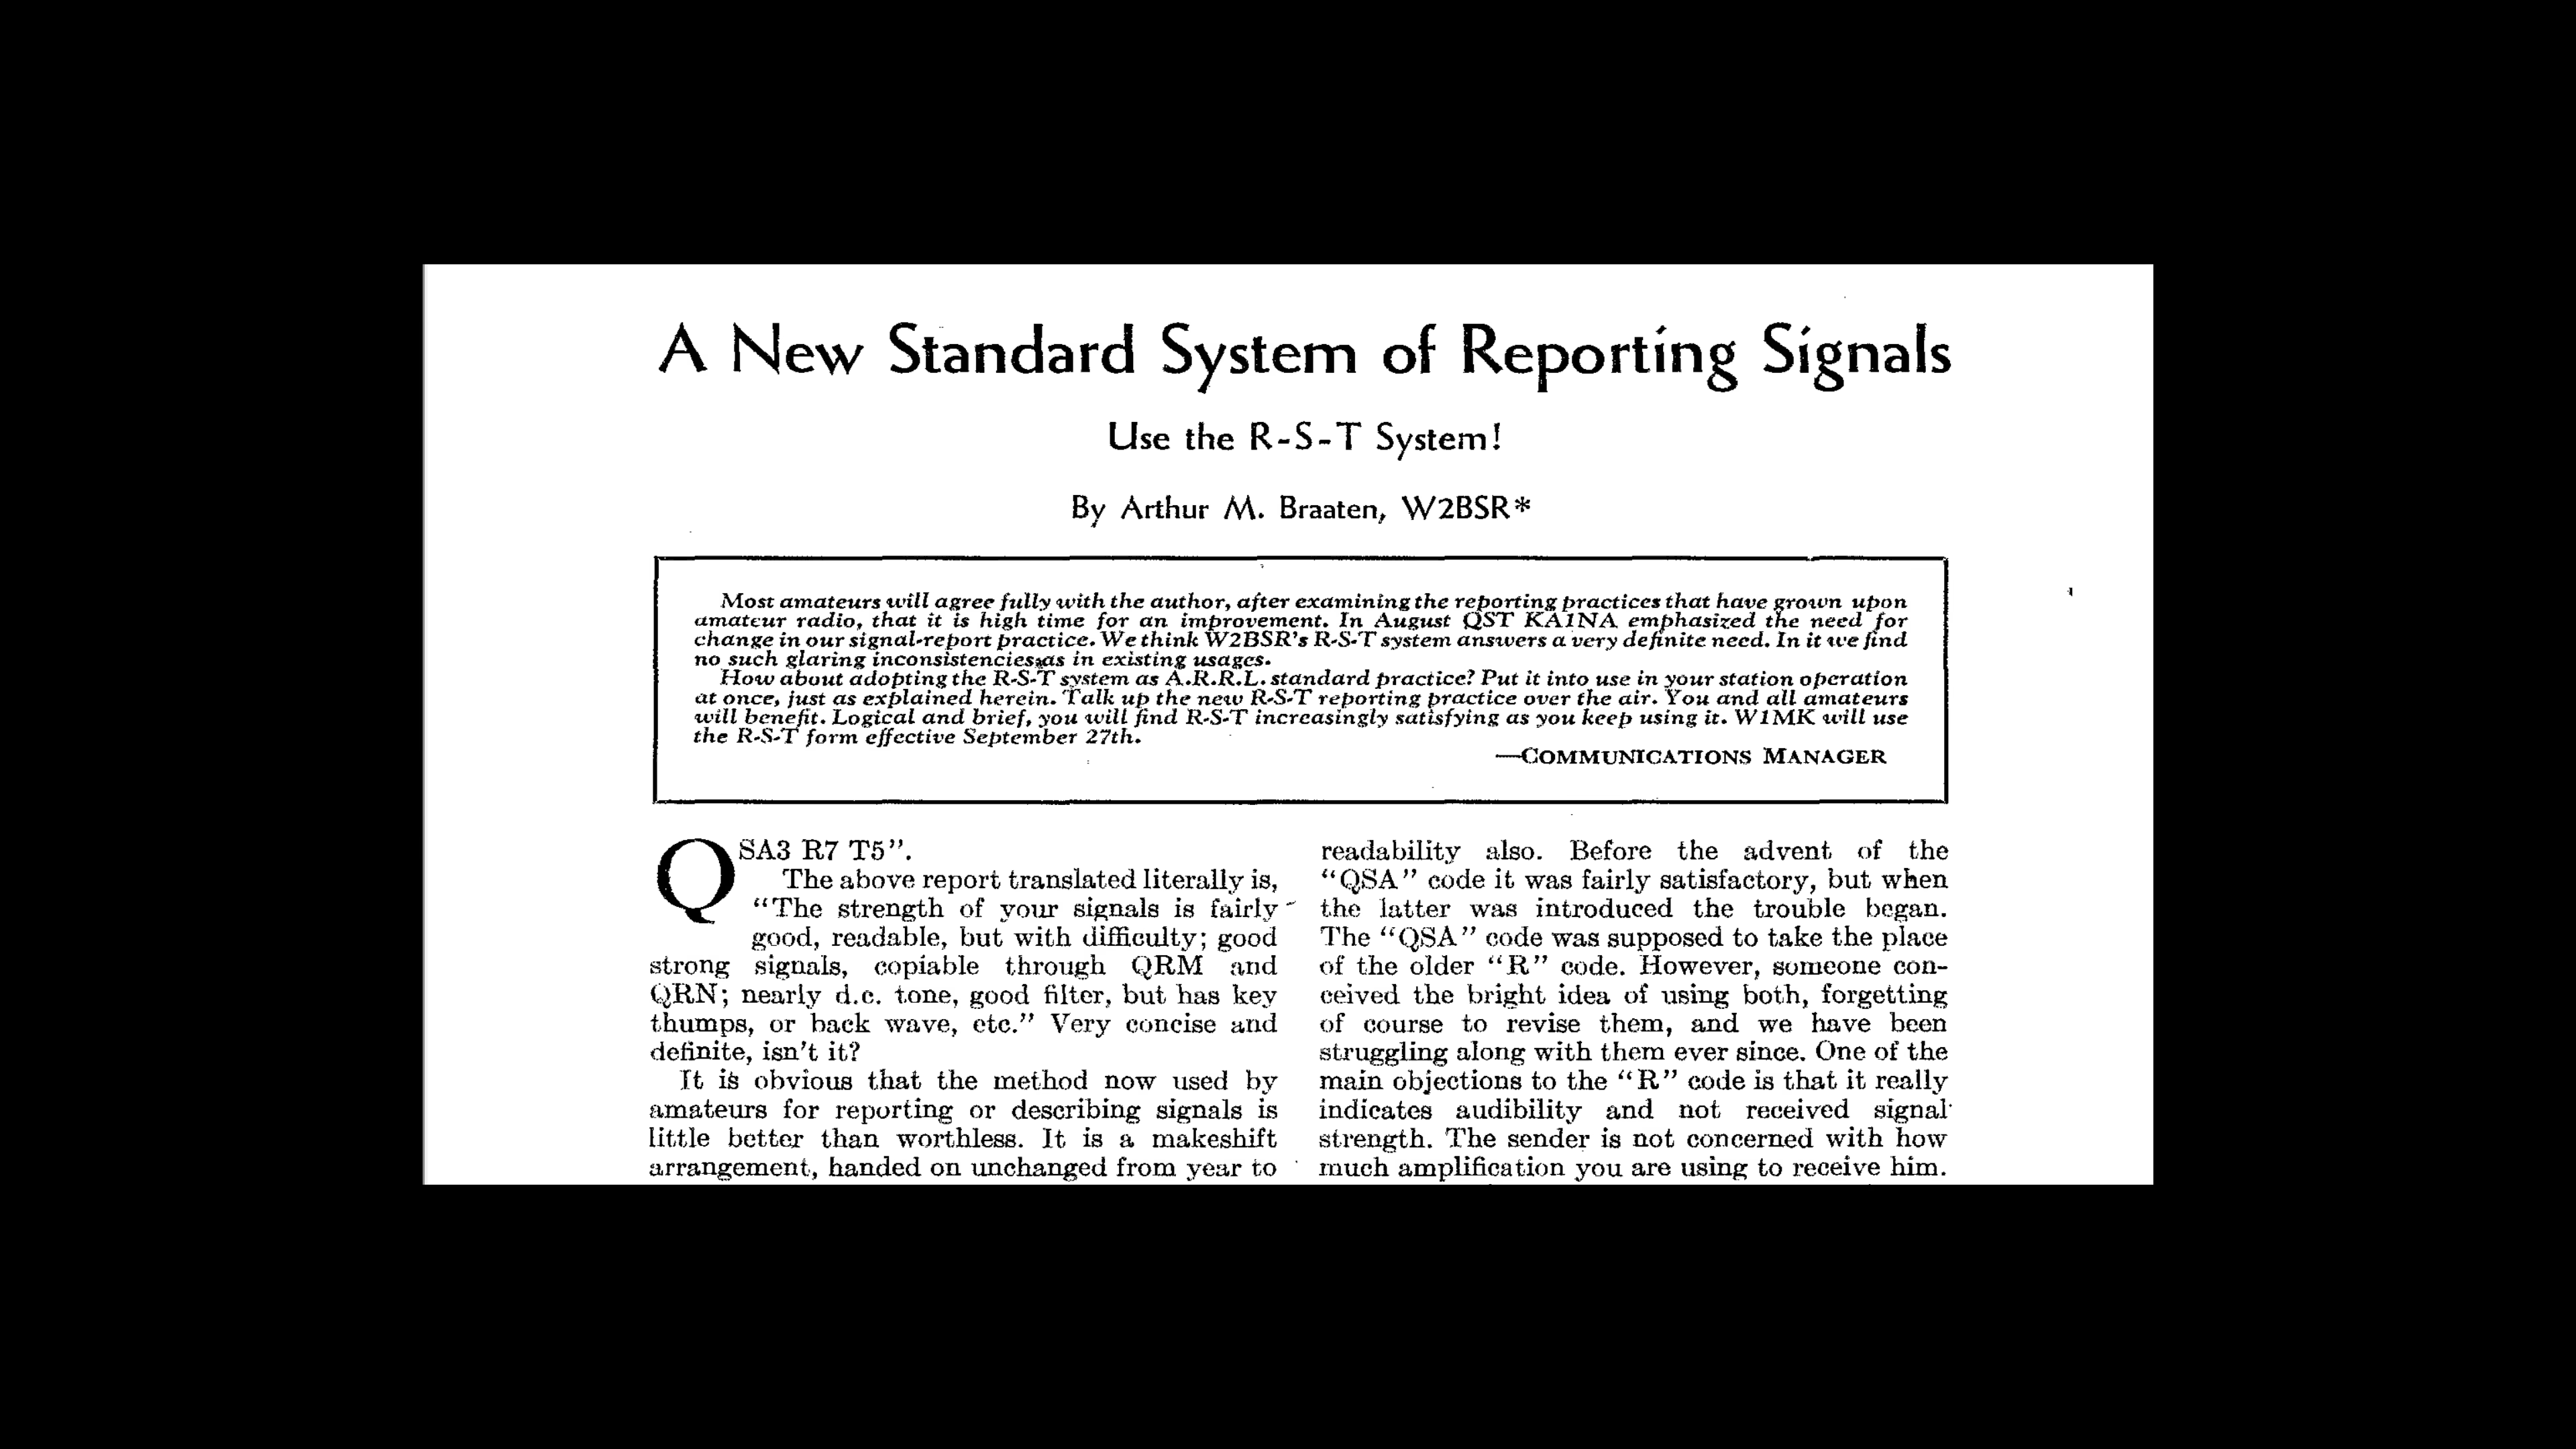 A New Standard System of Reporting Signals
Use the R-S-T System!
By Arthur M. Braaten, W2BSR*
Most amateurs will agree fully with the author, after examining the reporting practices that have grown upon
amateur radio, that it is high time for an improvement. In August QST KA1NA emphasized the need for
change in our signal-report practice. We think W2BSR's R-S-T system answers a very definite need. In it we find
no such glaring inconsistencies as in existing usages.
How about adopting the R-S-T system as A.R.R.L. standard practice? Put it into use in your station operation
at once, just as explained herein. Talk up the new R-S-T reporting practice over the air. You and all amateurs
will benefit. Logical and brief, you will find R-S-T increasingly satisfying as you keep using it. W1MK will use
the R-S-T form effective September 27th.
—COMMUNICATIONS MANAGER
QSA3 R7 T5".
The above report translated literally is,
"The strength of your signals is fairly
good, readable, but with difficulty; good
strong signals, copiable through QRM and
QRN; nearly d.c. tone, good filter, but has key
thumps, or back wave, etc." Very concise and
definite, isn't it?
It is obvious that the method now used by
amateurs for reporting or describing signals is
little better than worthless. It is a makeshift
arrangement, handed on unchanged from year to
readability also. Before the advent of the
"QSA" code it was fairly satisfactory, but when
the latter was introduced the trouble began.
The "QSA" code was supposed to take the place
of the older "R" code. However, someone con-
ceived the bright idea of using both, forgetting
of course to revise them, and we have been
struggling along with them ever since. One of the
main objections to the "R" code is that it really
indicates audibility and not received signal
strength. The sender is not concerned with how
much amplification you are using to receive him.